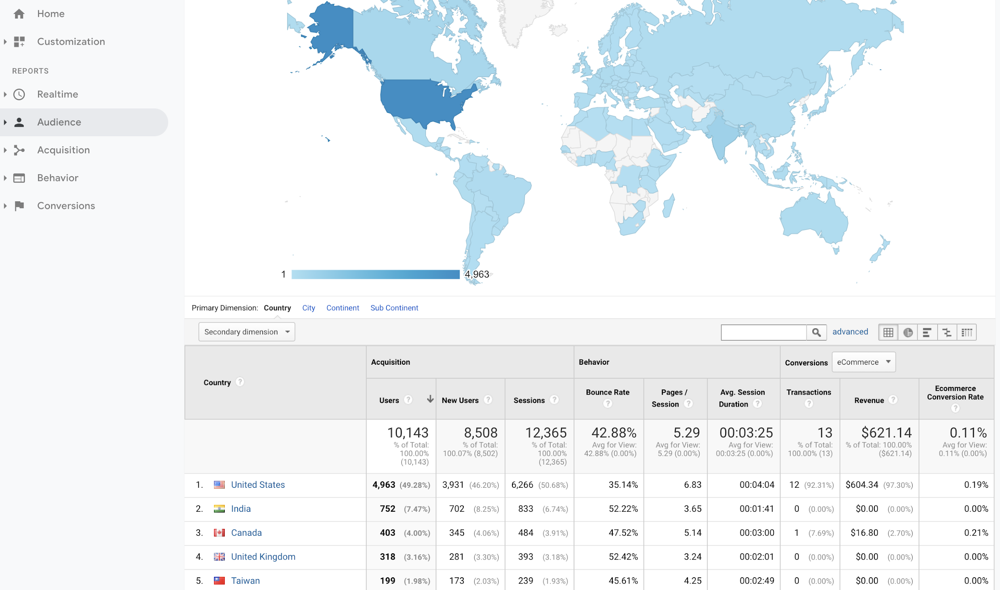 Home
Customization
REPORTS
Realtime
Audience
Acquisition
Behavior
Conversions
1 4,963
Primary Dimension: Country City Continent Sub Continent
Secondary dimension advanced
Country ?
Acquisition Behavior Conversions eCommerce
Users ? New Users ? Sessions ? Bounce Rate ? Pages / Session ? Avg. Session Duration ? Transactions ? Revenue ? Ecommerce Conversion Rate ?
10,143 8,508 12,365 42.88% 5.29 00:03:25 13 $621.14 0.11%
% of Total: % of Total: % of Total: Avg for View: Avg for View: Avg for View: % of Total: % of Total: 100.00% Avg for View:
100.00% 100.07% (8,502) 100.00% 42.88% (0.00%) 5.29 (0.00%) 00:03:25 (0.00%) 100.00% (13) ($621.14) 0.11% (0.00%)
(10,143) (12,365)
1. United States 4,963 (49.28%) 3,931 (46.20%) 6,266 (50.68%) 35.14% 6.83 00:04:04 12 (92.31%) $604.34 (97.30%) 0.19%
2. India 752 (7.47%) 702 (8.25%) 833 (6.74%) 52.22% 3.65 00:01:41 0 (0.00%) $0.00 (0.00%) 0.00%
3. Canada 403 (4.00%) 345 (4.06%) 484 (3.91%) 47.52% 5.14 00:03:00 1 (7.69%) $16.80 (2.70%) 0.21%
4. United Kingdom 318 (3.16%) 281 (3.30%) 393 (3.18%) 52.42% 3.24 00:02:01 0 (0.00%) $0.00 (0.00%) 0.00%
5. Taiwan 199 (1.98%) 173 (2.03%) 239 (1.93%) 45.61% 4.25 00:02:49 0 (0.00%) $0.00 (0.00%) 0.00%